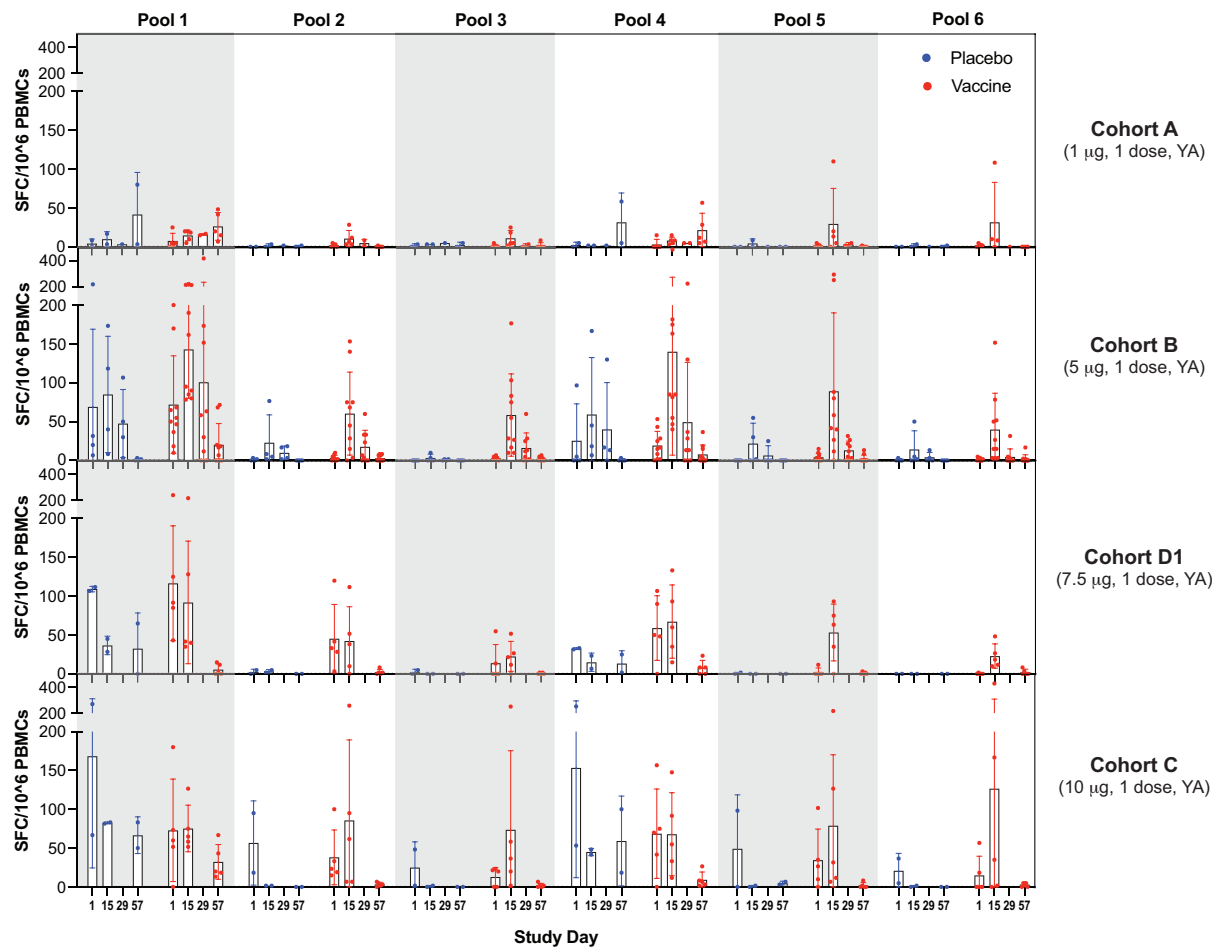 Pool 1 Pool 2 Pool 3 Pool 4 Pool 5 Pool 6
SFC/10^6 PBMCs
400
200
200
150
100
50
0
Placebo
Vaccine
Cohort A
(1 µg, 1 dose, YA)
SFC/10^6 PBMCs
400
200
200
150
100
50
0
Cohort B
(5 µg, 1 dose, YA)
SFC/10^6 PBMCs
400
200
200
150
100
50
0
Cohort D1
(7.5 µg, 1 dose, YA)
SFC/10^6 PBMCs
400
200
200
150
100
50
0
Cohort C
(10 µg, 1 dose, YA)
1 15 29 57 1 15 29 57 1 15 29 57 1 15 29 57 1 15 29 57 1 15 29 57 1 15 29 57 1 15 29 57 1 15 29 57 1 15 29 57 1 15 29 57 1 15 29 57
Study Day